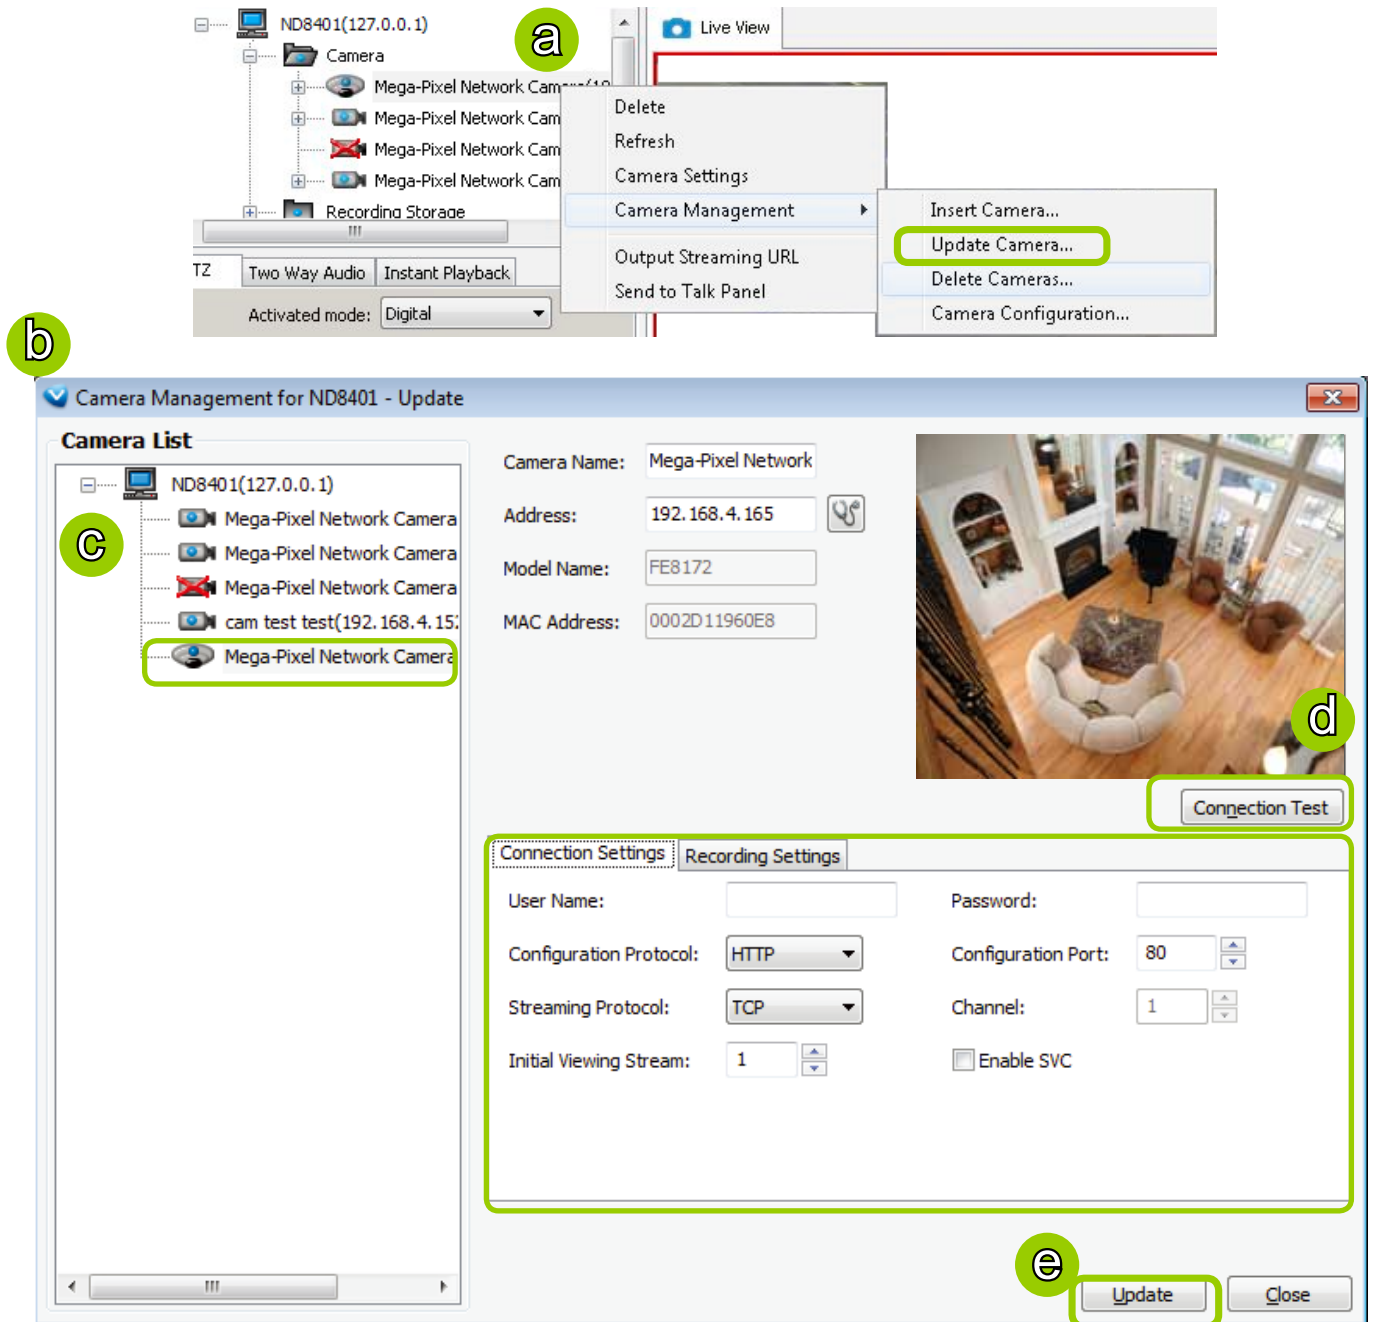 ND8401(127.0.0.1)
a
Live View
Camera
Mega-Pixel Network Camera(19
Mega-Pixel Network Cam
Mega-Pixel Network Cam
Mega-Pixel Network Cam
Recording Storage
Delete
Refresh
Camera Settings
Camera Management
Output Streaming URL
Send to Talk Panel
Insert Camera...
Update Camera...
Delete Cameras...
Camera Configuration...
TZ
Two Way Audio
Instant Playback
Activated mode: Digital
b
Camera Management for ND8401 - Update
Camera List
ND8401(127.0.0.1)
c
Mega-Pixel Network Camera
Mega-Pixel Network Camera
Mega-Pixel Network Camera
cam test test(192.168.4.152
Mega-Pixel Network Camera
Camera Name: Mega-Pixel Network
Address: 192.168.4.165
Model Name: FE8172
MAC Address: 0002D11960E8
d
Connection Test
Connection Settings
Recording Settings
User Name:
Password:
Configuration Protocol: HTTP
Configuration Port: 80
Streaming Protocol: TCP
Channel: 1
Initial Viewing Stream: 1
Enable SVC
e
Update
Close